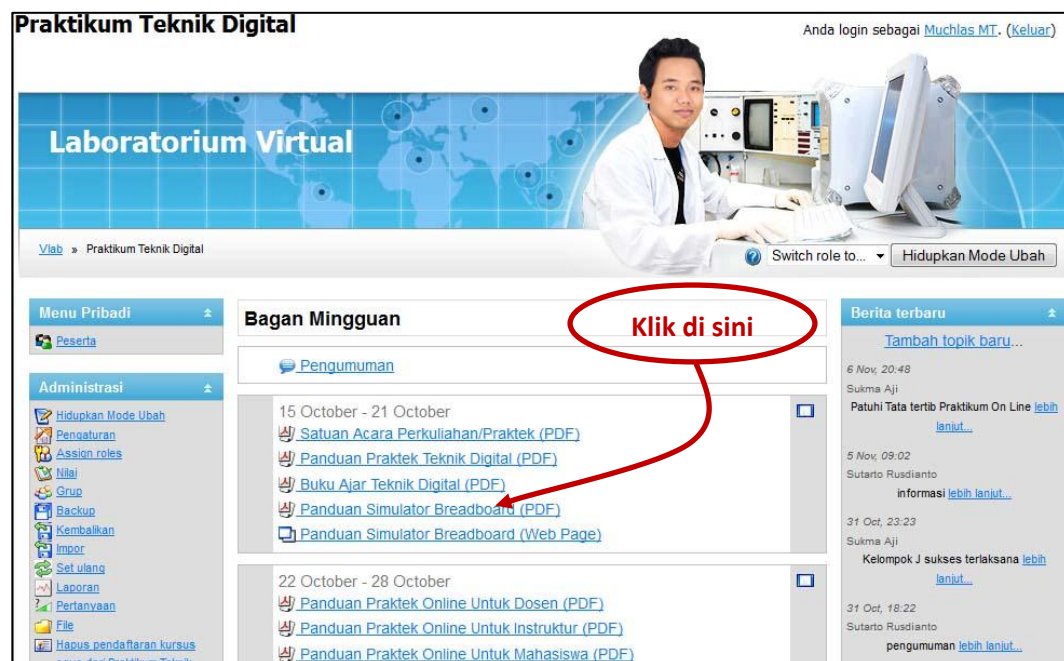 Praktikum Teknik Digital
Anda login sebagai Muchlas MT. (Keluar)
Laboratorium Virtual
Vlab » Praktikum Teknik Digital
Switch role to...
Hidupkan Mode Ubah
Menu Pribadi
Peserta
Administrasi
Hidupkan Mode Ubah
Pengaturan
Assign roles
Nilai
Grup
Backup
Kembalikan
Impor
Set ulang
Laporan
Pertanyaan
File
Hapus pendaftaran kursus
Bagan Mingguan
Klik di sini
Pengumuman
15 October - 21 October
Satuan Acara Perkuliahan/Praktek (PDF)
Panduan Praktek Teknik Digital (PDF)
Buku Ajar Teknik Digital (PDF)
Panduan Simulator Breadboard (PDF)
Panduan Simulator Breadboard (Web Page)
22 October - 28 October
Panduan Praktek Online Untuk Dosen (PDF)
Panduan Praktek Online Untuk Instruktur (PDF)
Panduan Praktek Online Untuk Mahasiswa (PDF)
Berita terbaru
Tambah topik baru...
6 Nov, 20:48
Sukma Aji
Patuhi Tata tertib Praktikum On Line lebih
lanjut...
5 Nov, 09:02
Sutarto Rusdianto
informasi lebih lanjut...
31 Oct, 23:23
Sukma Aji
Kelompok J sukses terlaksana lebih
lanjut...
31 Oct, 18:22
Sutarto Rusdianto
pengumuman lebih lanjut...